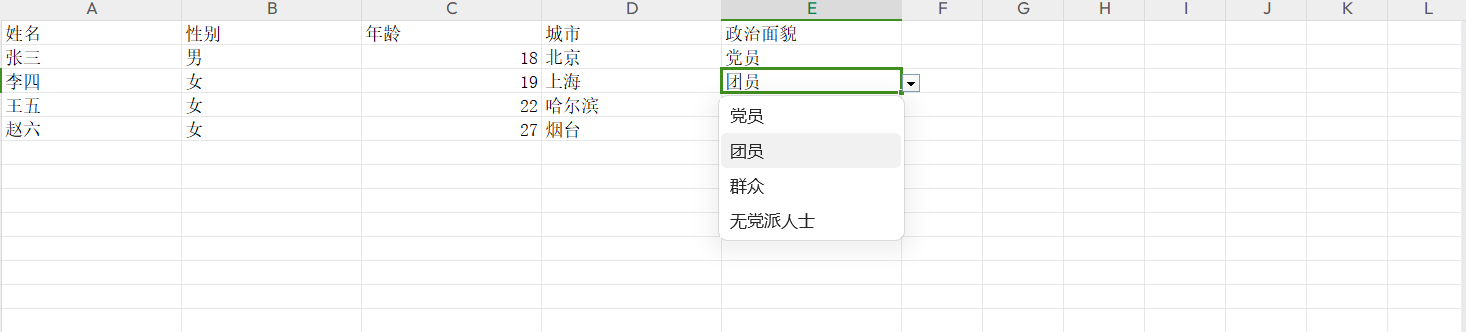 A B C D E F G H I J K L
姓名 性别 年龄 城市 政治面貌
张三 男 18 北京 党员
李四 女 19 上海 团员
王五 女 22 哈尔滨
赵六 女 27 烟台
党员
团员
群众
无党派人士